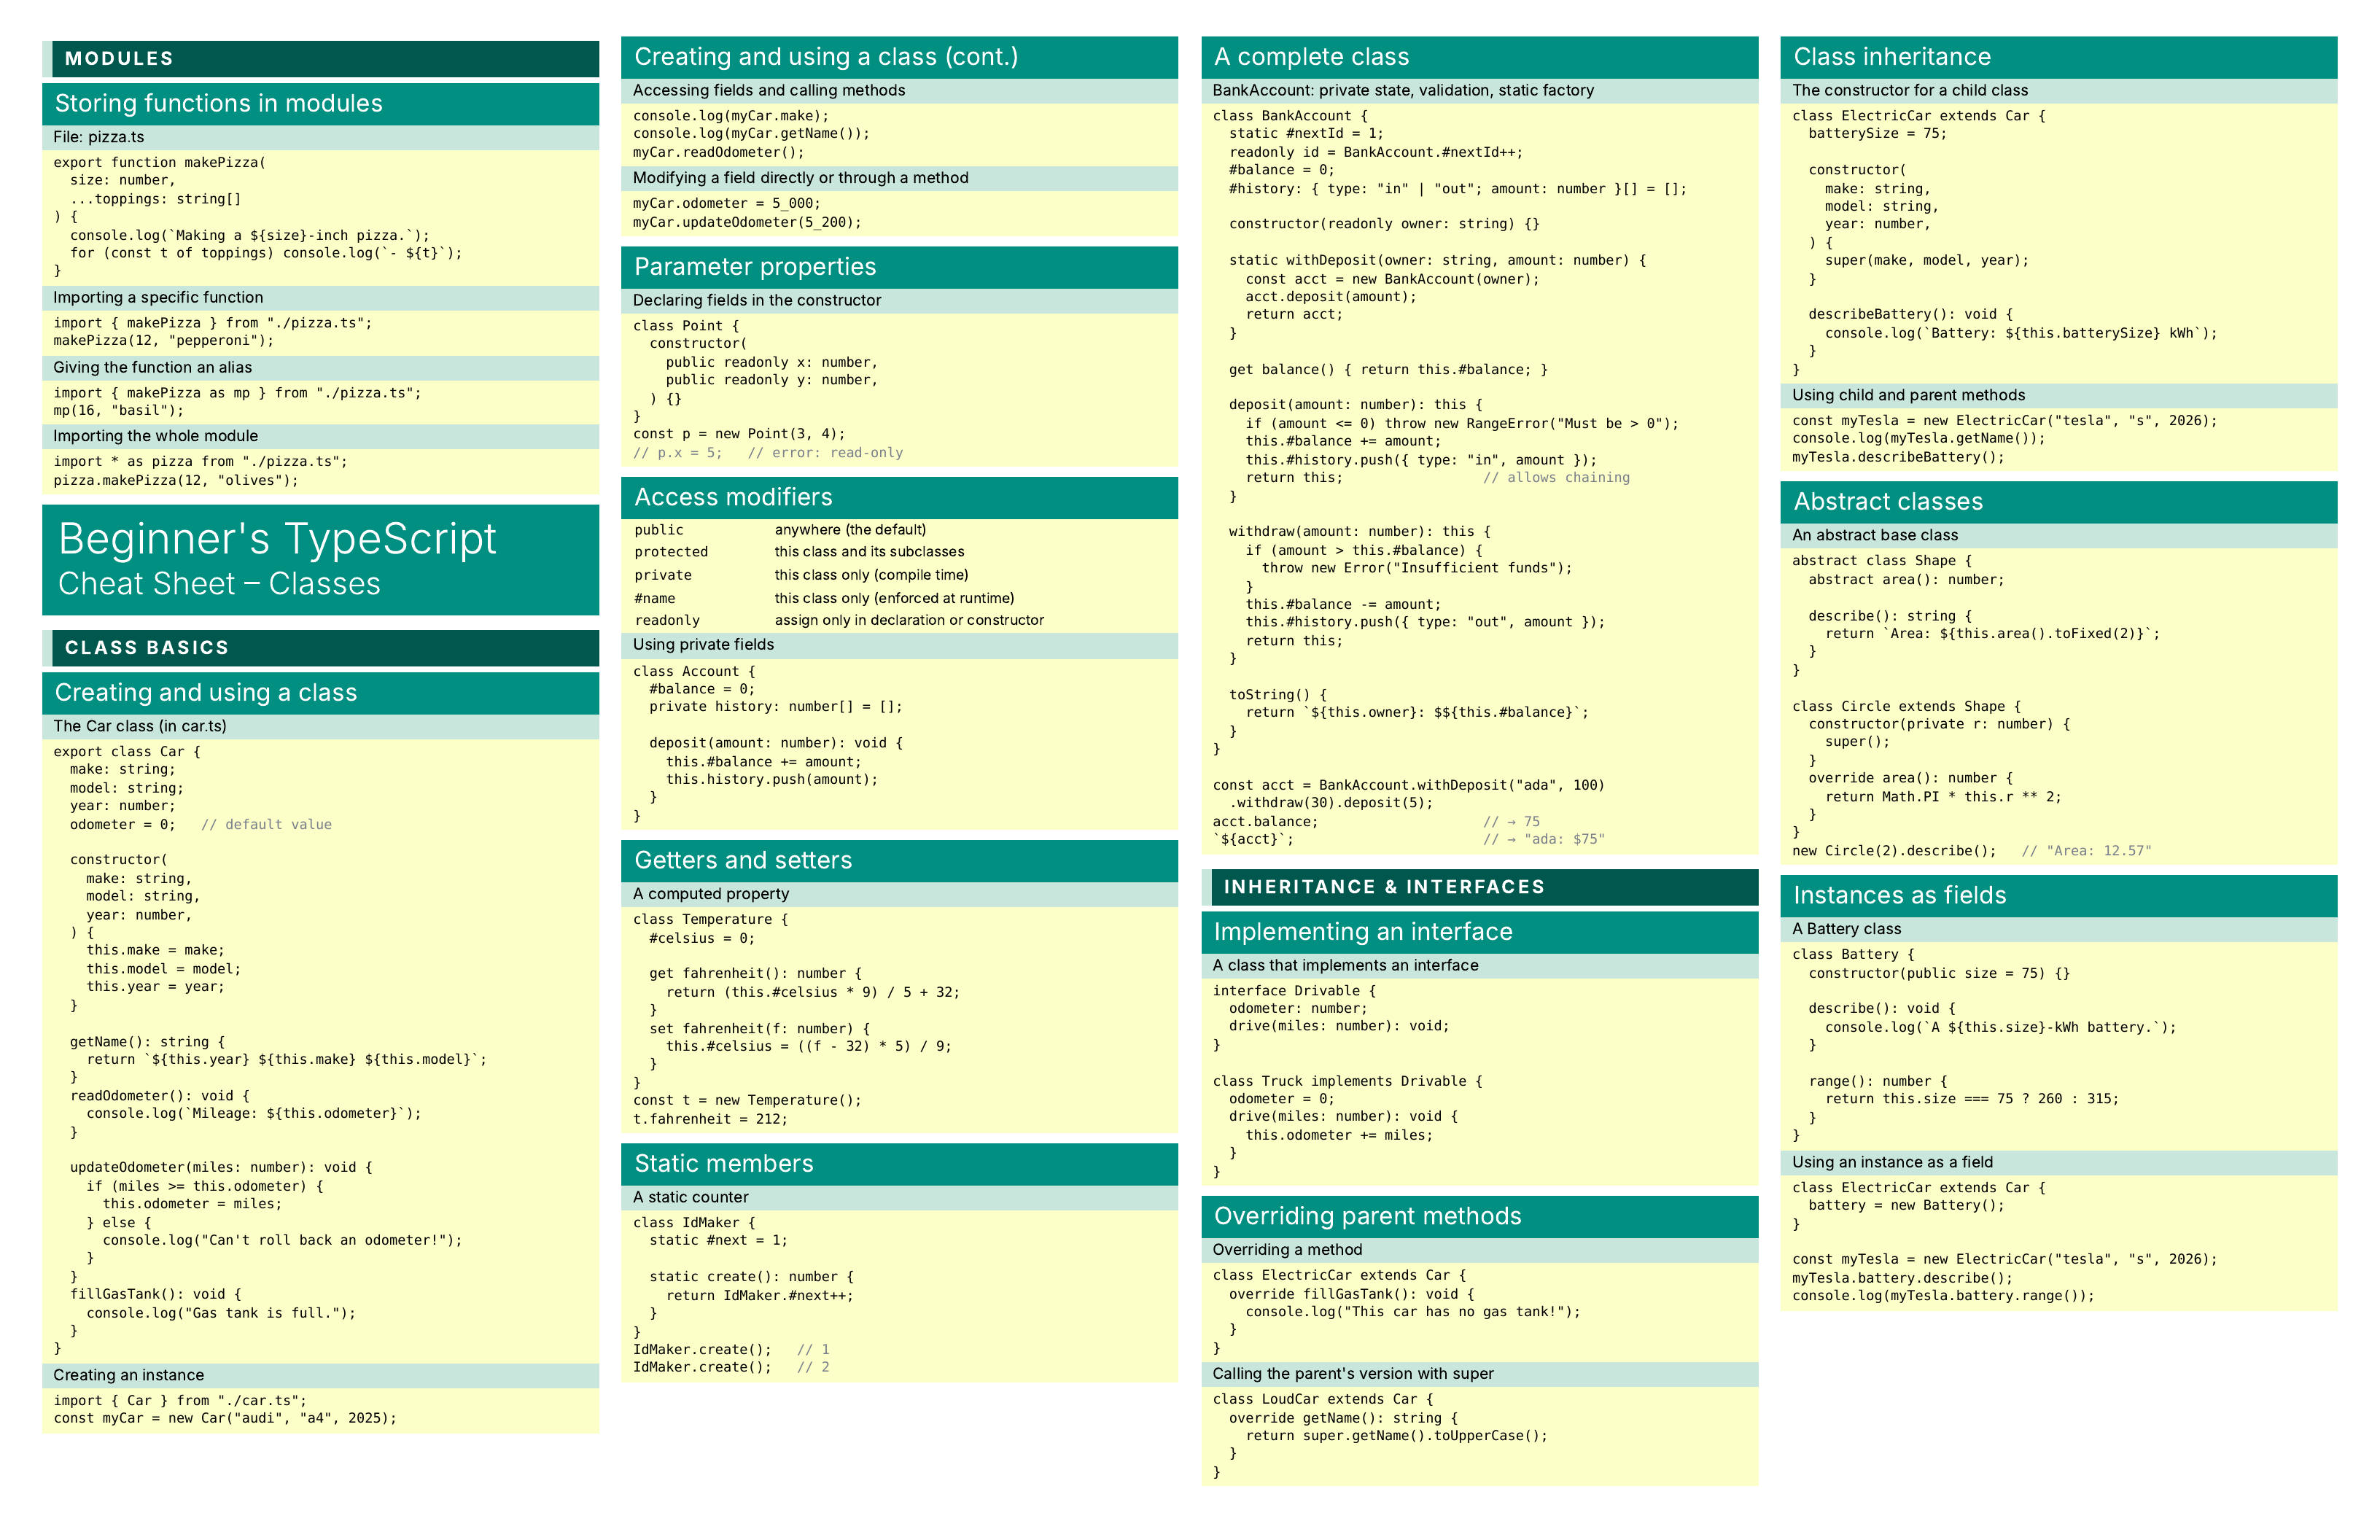 MODULES
Storing functions in modules
File: pizza.ts
export function makePizza(
  size: number,
  ...toppings: string[]
) {
  console.log(`Making a ${size}-inch pizza.`);
  for (const t of toppings) console.log(`- ${t}`);
}
Importing a specific function
import { makePizza } from "./pizza.ts";
makePizza(12, "pepperoni");
Giving the function an alias
import { makePizza as mp } from "./pizza.ts";
mp(16, "basil");
Importing the whole module
import * as pizza from "./pizza.ts";
pizza.makePizza(12, "olives");
Beginner's TypeScript
Cheat Sheet – Classes
CLASS BASICS
Creating and using a class
The Car class (in car.ts)
export class Car {
  make: string;
  model: string;
  year: number;
  odometer = 0;   // default value
  constructor(
    make: string,
    model: string,
    year: number,
  ) {
    this.make = make;
    this.model = model;
    this.year = year;
  }
  getName(): string {
    return `${this.year} ${this.make} ${this.model}`;
  }
  readOdometer(): void {
    console.log(`Mileage: ${this.odometer}`);
  }
  updateOdometer(miles: number): void {
    if (miles >= this.odometer) {
      this.odometer = miles;
    } else {
      console.log("Can't roll back an odometer!");
    }
  }
  fillGasTank(): void {
    console.log("Gas tank is full.");
  }
}
Creating an instance
import { Car } from "./car.ts";
const myCar = new Car("audi", "a4", 2025);
Creating and using a class (cont.)
Accessing fields and calling methods
console.log(myCar.make);
console.log(myCar.getName());
myCar.readOdometer();
Modifying a field directly or through a method
myCar.odometer = 5_000;
myCar.updateOdometer(5_200);
Parameter properties
Declaring fields in the constructor
class Point {
  constructor(
    public readonly x: number,
    public readonly y: number,
  ) {}
}
const p = new Point(3, 4);
// p.x = 5;   // error: read-only
Access modifiers
public anywhere (the default)
protected this class and its subclasses
private this class only (compile time)
#name this class only (enforced at runtime)
readonly assign only in declaration or constructor
Using private fields
class Account {
  #balance = 0;
  private history: number[] = [];
  deposit(amount: number): void {
    this.#balance += amount;
    this.history.push(amount);
  }
}
Getters and setters
A computed property
class Temperature {
  #celsius = 0;
  get fahrenheit(): number {
    return (this.#celsius * 9) / 5 + 32;
  }
  set fahrenheit(f: number) {
    this.#celsius = ((f - 32) * 5) / 9;
  }
}
const t = new Temperature();
t.fahrenheit = 212;
Static members
A static counter
class IdMaker {
  static #next = 1;
  static create(): number {
    return IdMaker.#next++;
  }
}
IdMaker.create();   // 1
IdMaker.create();   // 2
A complete class
BankAccount: private state, validation, static factory
class BankAccount {
  static #nextId = 1;
  readonly id = BankAccount.#nextId++;
  #balance = 0;
  #history: { type: "in" | "out"; amount: number }[] = [];
  constructor(readonly owner: string) {}
  static withDeposit(owner: string, amount: number) {
    const acct = new BankAccount(owner);
    acct.deposit(amount);
    return acct;
  }
  get balance() { return this.#balance; }
  deposit(amount: number): this {
    if (amount <= 0) throw new RangeError("Must be > 0");
    this.#balance += amount;
    this.#history.push({ type: "in", amount });
    return this;                 // allows chaining
  }
  withdraw(amount: number): this {
    if (amount > this.#balance) {
      throw new Error("Insufficient funds");
    }
    this.#balance -= amount;
    this.#history.push({ type: "out", amount });
    return this;
  }
  toString() {
    return `${this.owner}: $${this.#balance}`;
  }
}
const acct = BankAccount.withDeposit("ada", 100)
  .withdraw(30).deposit(5);
acct.balance;                    // → 75
`${acct}`;                       // → "ada: $75"
INHERITANCE & INTERFACES
Implementing an interface
A class that implements an interface
interface Drivable {
  odometer: number;
  drive(miles: number): void;
}
class Truck implements Drivable {
  odometer = 0;
  drive(miles: number): void {
    this.odometer += miles;
  }
}
Overriding parent methods
Overriding a method
class ElectricCar extends Car {
  override fillGasTank(): void {
    console.log("This car has no gas tank!");
  }
}
Calling the parent's version with super
class LoudCar extends Car {
  override getName(): string {
    return super.getName().toUpperCase();
  }
}
Class inheritance
The constructor for a child class
class ElectricCar extends Car {
  batterySize = 75;
  constructor(
    make: string,
    model: string,
    year: number,
  ) {
    super(make, model, year);
  }
  describeBattery(): void {
    console.log(`Battery: ${this.batterySize} kWh`);
  }
}
Using child and parent methods
const myTesla = new ElectricCar("tesla", "s", 2026);
console.log(myTesla.getName());
myTesla.describeBattery();
Abstract classes
An abstract base class
abstract class Shape {
  abstract area(): number;
  describe(): string {
    return `Area: ${this.area().toFixed(2)}`;
  }
}
class Circle extends Shape {
  constructor(private r: number) {
    super();
  }
  override area(): number {
    return Math.PI * this.r ** 2;
  }
}
new Circle(2).describe();   // "Area: 12.57"
Instances as fields
A Battery class
class Battery {
  constructor(public size = 75) {}
  describe(): void {
    console.log(`A ${this.size}-kWh battery.`);
  }
  range(): number {
    return this.size === 75 ? 260 : 315;
  }
}
Using an instance as a field
class ElectricCar extends Car {
  battery = new Battery();
}
const myTesla = new ElectricCar("tesla", "s", 2026);
myTesla.battery.describe();
console.log(myTesla.battery.range());